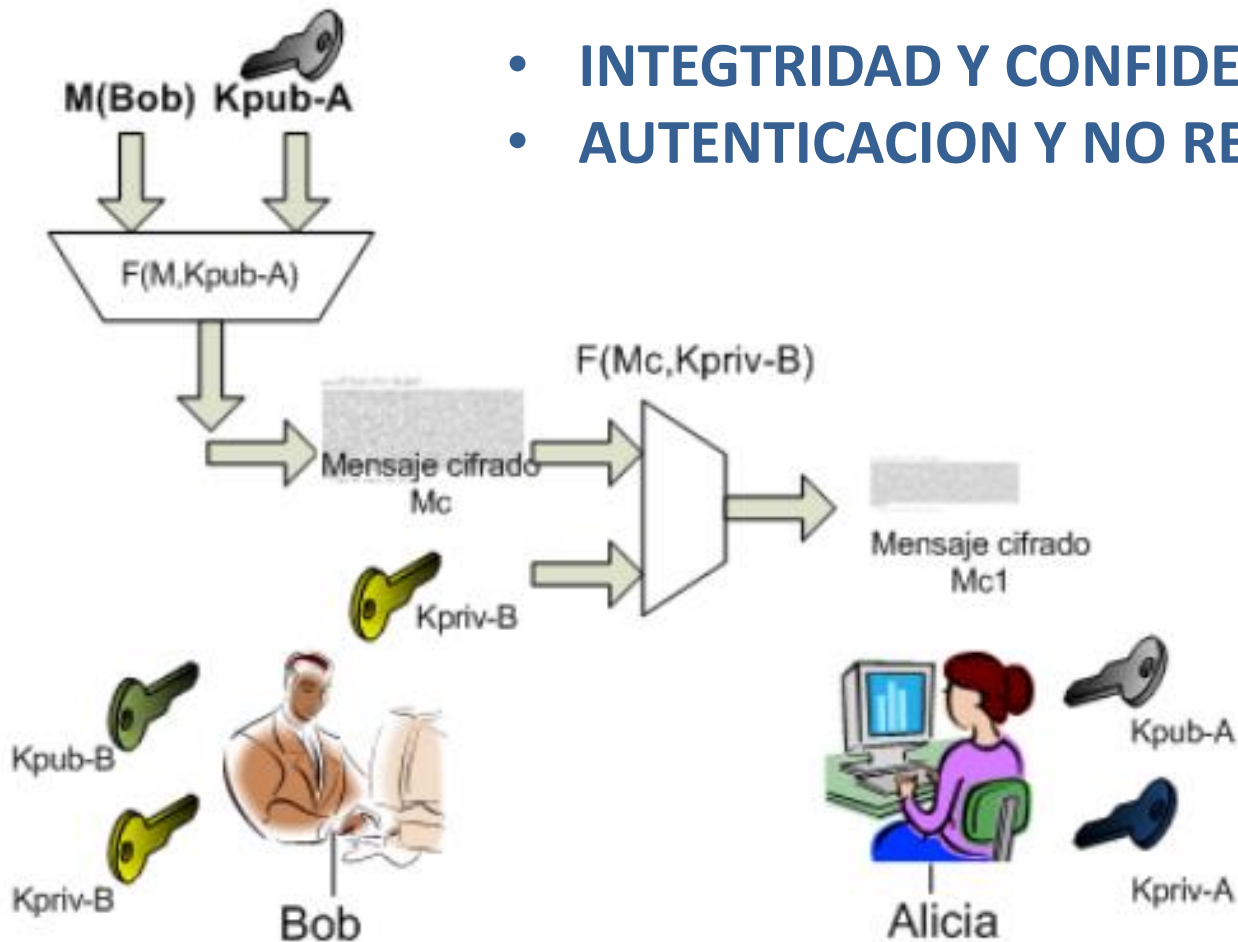 • INTEGTRIDAD Y CONFIDE
• AUTENTICACION Y NO RE
M(Bob) Kpub-A
F(M,Kpub-A)
F(Mc,Kpriv-B)
Mensaje cifrado
Mc
Mensaje cifrado
Mc1
Kpriv-B
Kpub-B
Kpriv-B
Bob
Kpub-A
Kpriv-A
Alicia